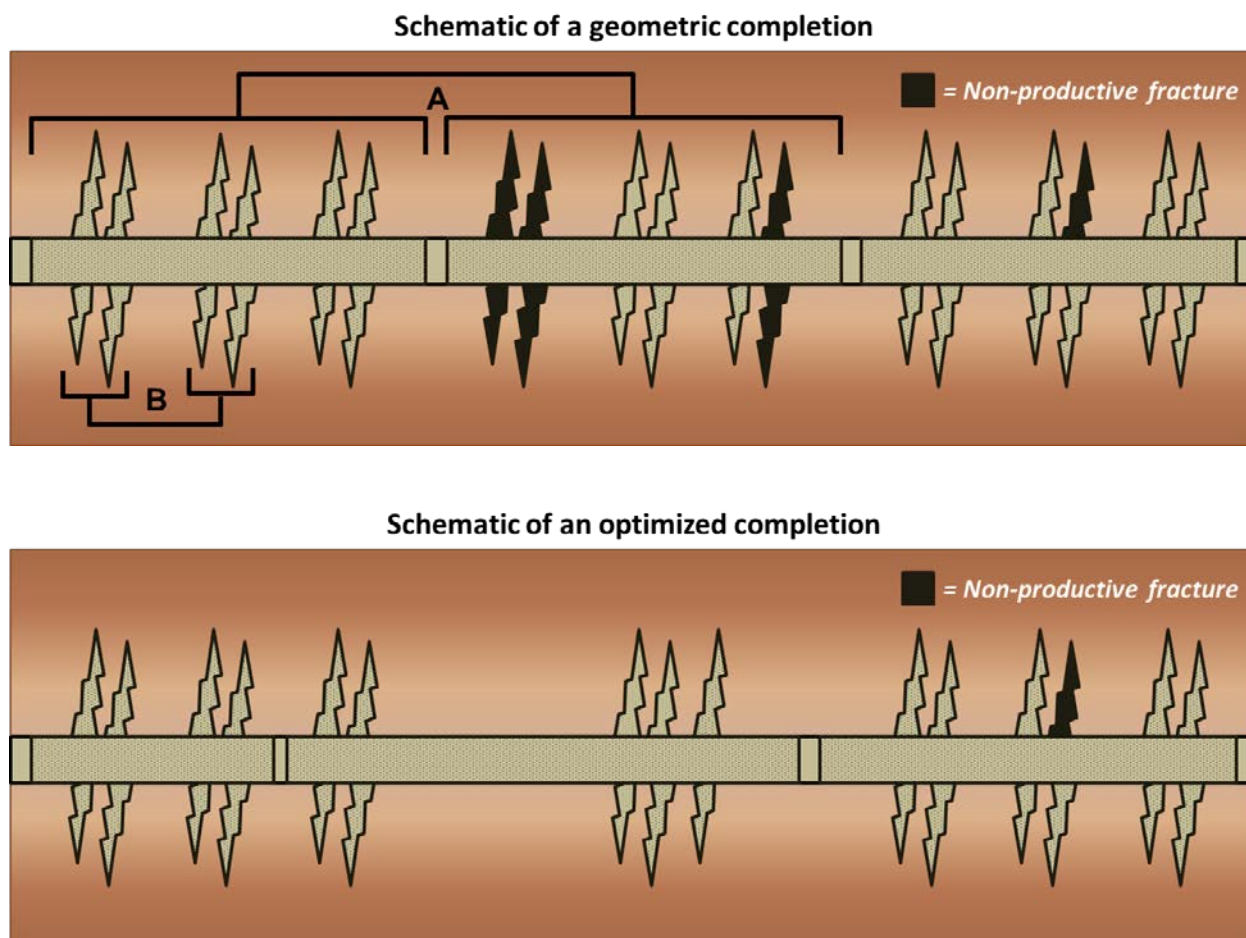 Schematic of a geometric completion
A
= Non-productive fracture
B
Schematic of an optimized completion
= Non-productive fracture